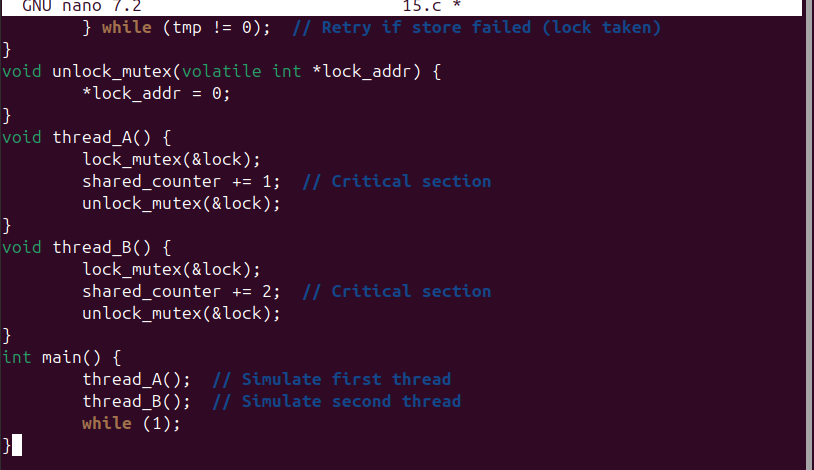 GNU nano 7.2 15.c *
        } while (tmp != 0);  // Retry if store failed (lock taken)
}
void unlock_mutex(volatile int *lock_addr) {
        *lock_addr = 0;
}
void thread_A() {
        lock_mutex(&lock);
        shared_counter += 1;  // Critical section
        unlock_mutex(&lock);
}
void thread_B() {
        lock_mutex(&lock);
        shared_counter += 2;  // Critical section
        unlock_mutex(&lock);
}
int main() {
        thread_A();  // Simulate first thread
        thread_B();  // Simulate second thread
        while (1);
}